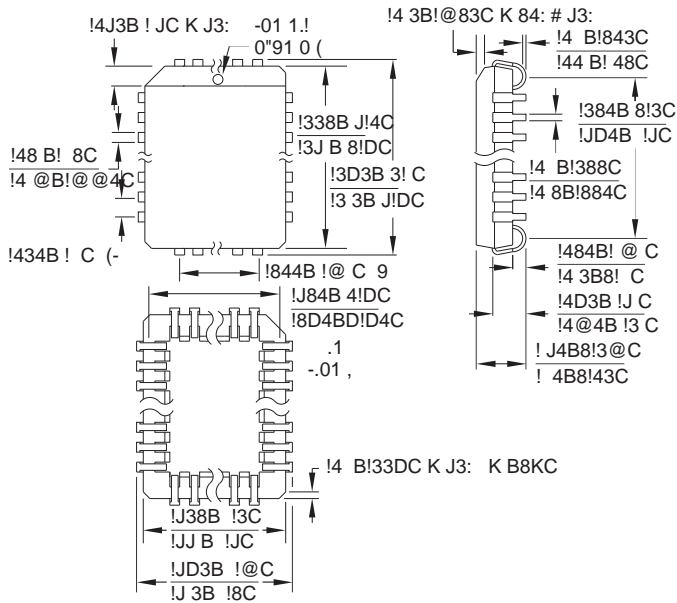 !4J3B ! JC K J3:
-01 1.!
0"91 0 (
!4 3B!@83C K 84: # J3:
!4 B!843C
!44 B! 48C
!338B J!4C
!3J B 8!DC
!384B 8!3C
!JD4B !JC
!48 B! 8C
!4 @B!@@4C
!3D3B 3! C
!3 3B J!DC
!4 B!388C
!4 8B!884C
!434B ! C (-
!844B !@ C 9
!484B! @ C
!4 3B8! C
!J84B 4!DC
!8D4BD!D4C
!4D3B !J C
!4@4B !3 C
.1
-.01 ,
! J4B8!3@C
! 4B8!43C
!4 B!33DC K J3: K B8KC
!J38B !3C
!JJ B !JC
!JD3B !@C
!J 3B !8C